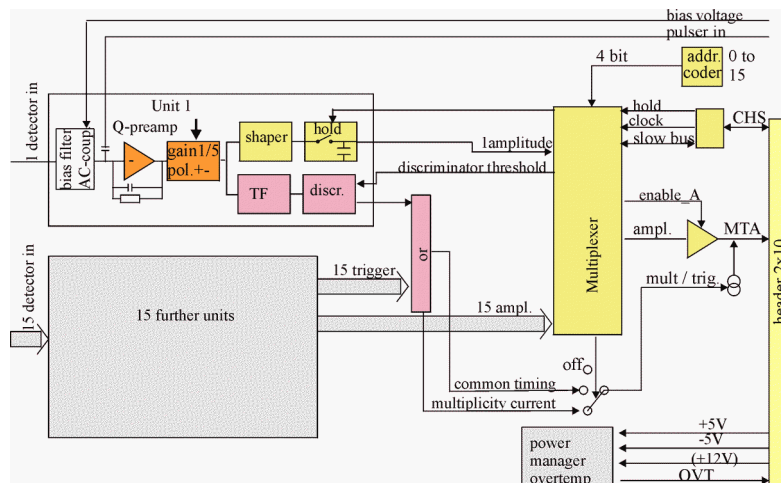 bias voltage
pulser in
4 bit
addr.
coder
0 to
15
Unit 1
Q-preamp
1 detector in
bias filter
AC-coup
-
gain1/5
pol.+-
shaper
hold
TF
discr.
1amplitude
discriminator threshold
hold
clock
slow bus
CHS
Multiplexer
enable_A
ampl.
MTA
mult / trig.
header 2x10
15 detector in
15 further units
15 trigger
or
15 ampl.
off
common timing
multiplicity current
power
manager
overtemp
+5V
-5V
(+12V)
OVT